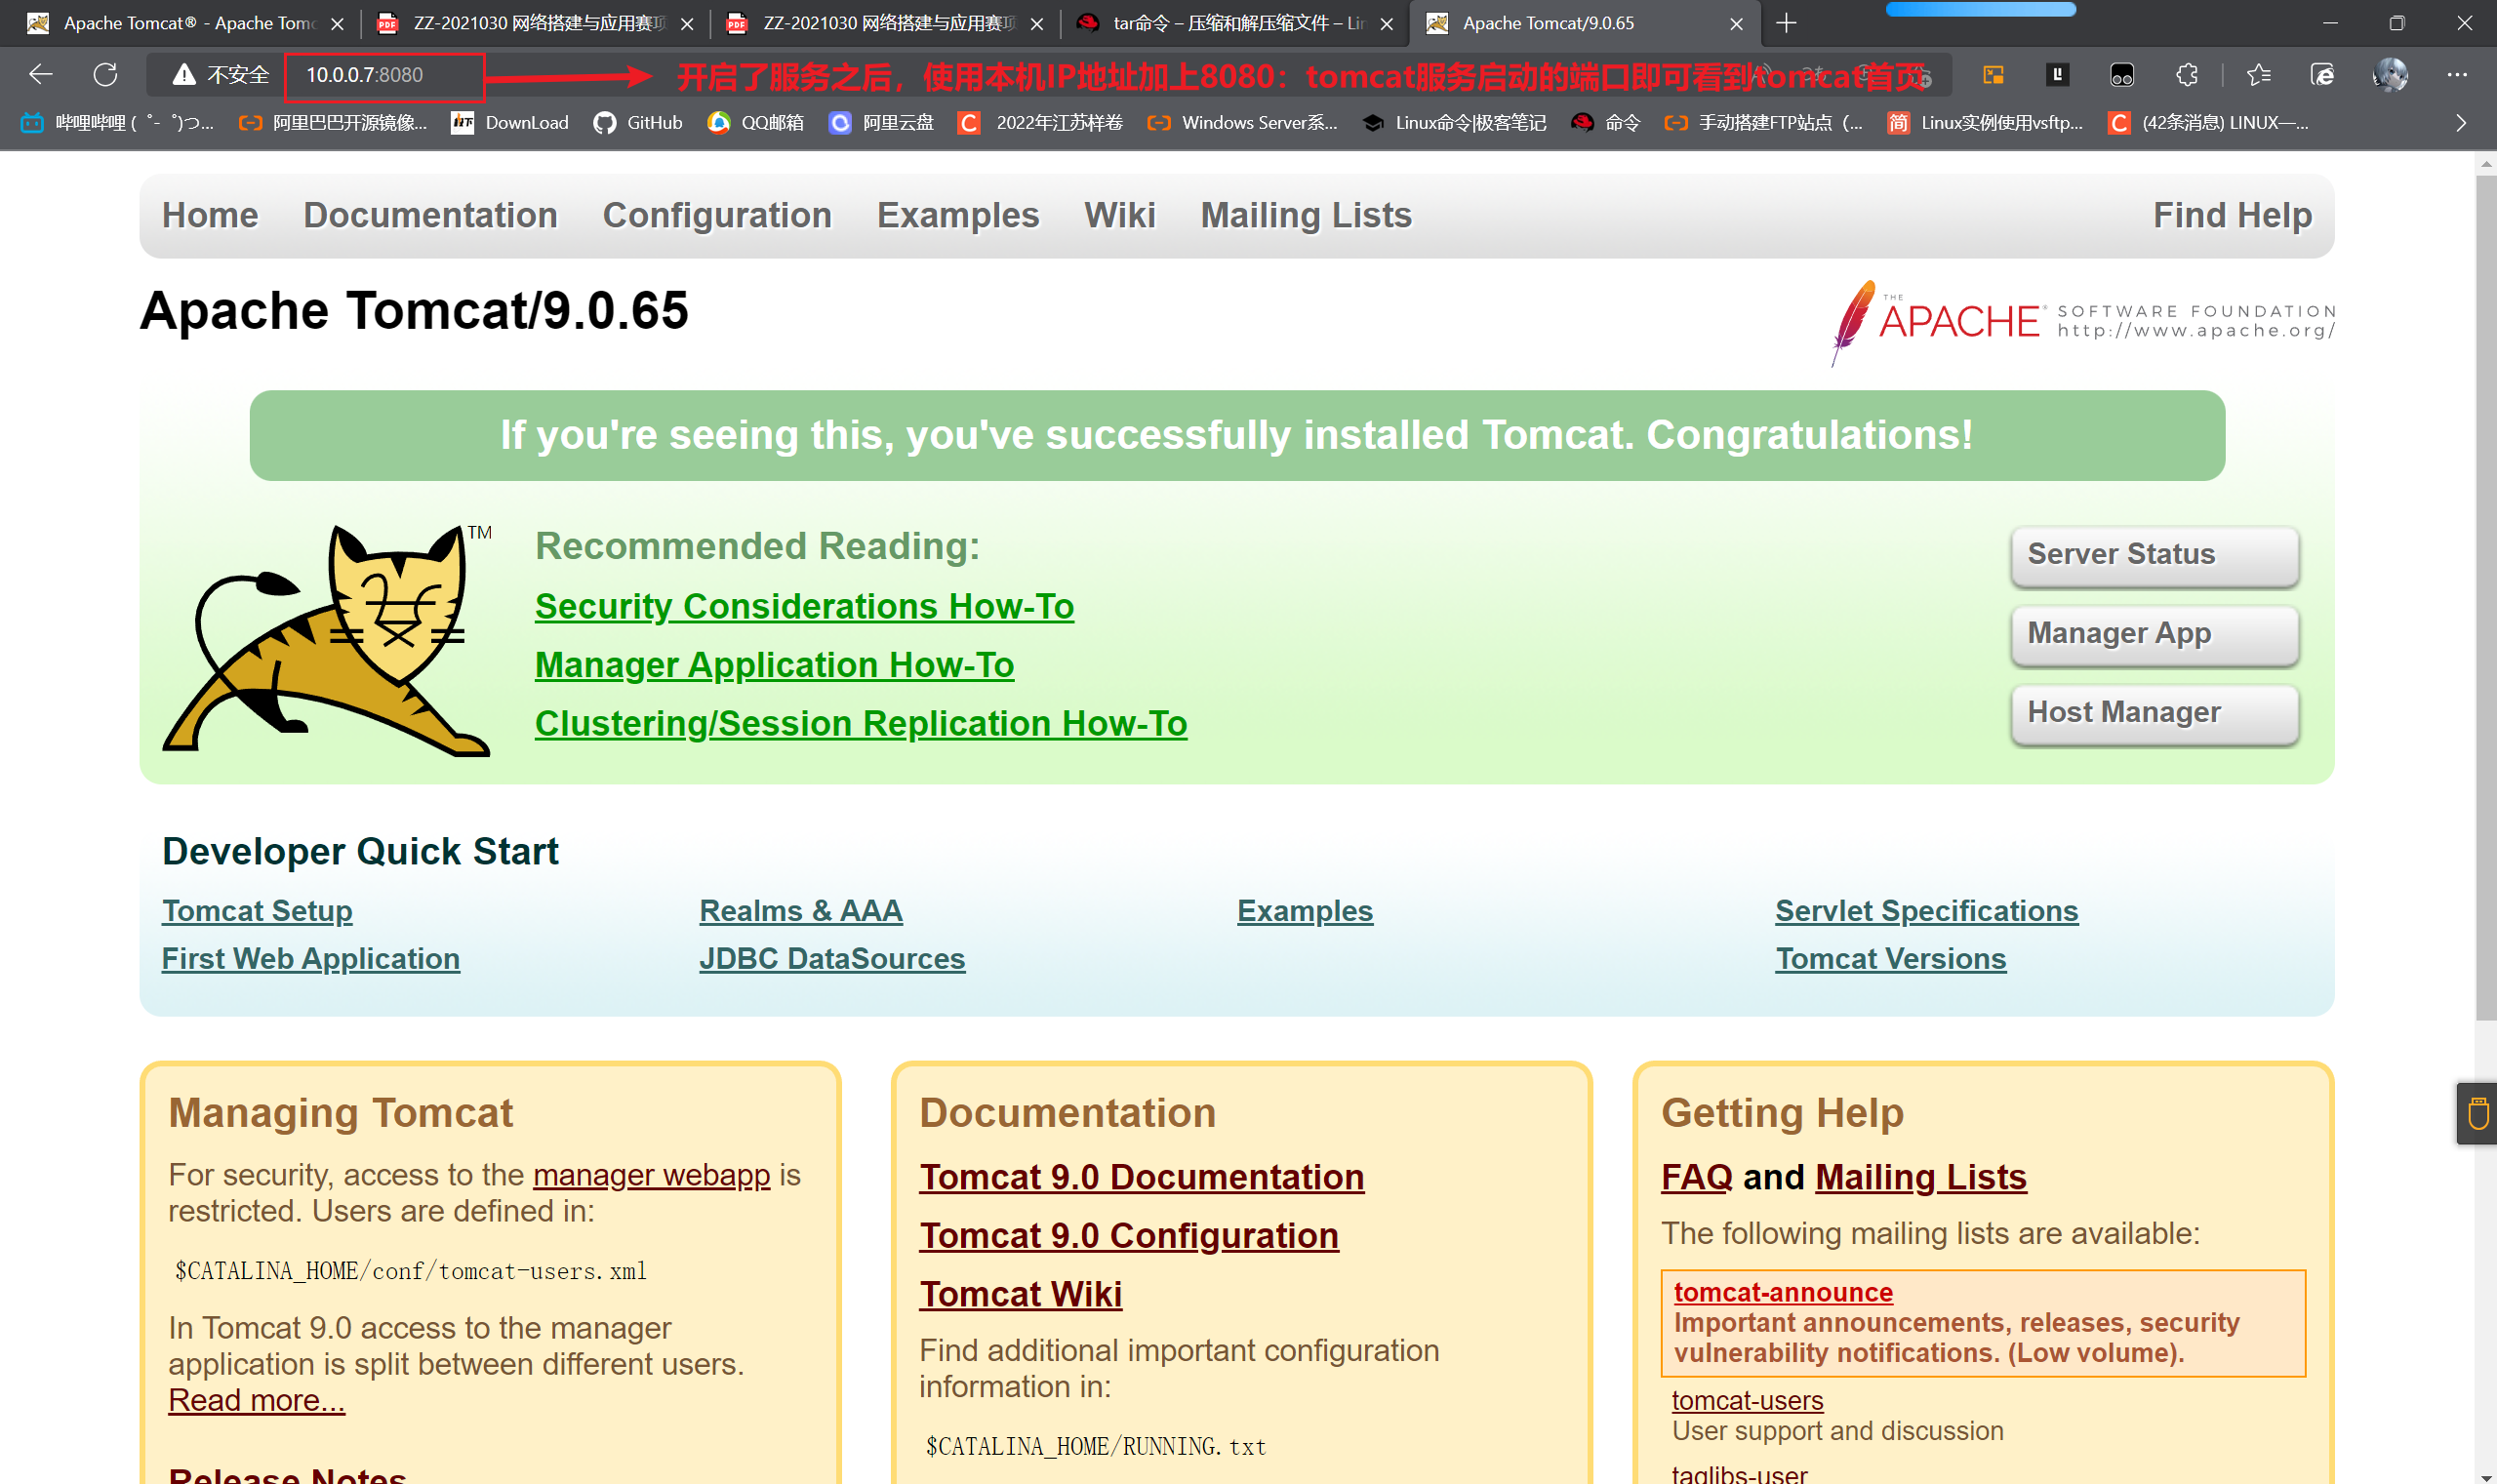 Apache Tomcat® - Apache Tomc
ZZ-2021030 网络搭建与应用赛项
ZZ-2021030 网络搭建与应用赛项
tar命令 – 压缩和解压缩文件 – Lin
Apache Tomcat/9.0.65
不安全
10.0.0.7:8080
开启了服务之后，使用本机IP地址加上8080：tomcat服务启动的端口即可看到tomcat首页
哔哩哔哩 ( ゜- ゜)つ...
阿里巴巴开源镜像...
DownLoad
GitHub
QQ邮箱
阿里云盘
2022年江苏样卷
Windows Server系...
Linux命令|极客笔记
命令
手动搭建FTP站点（...
Linux实例使用vsftp...
(42条消息) LINUX—...
Home
Documentation
Configuration
Examples
Wiki
Mailing Lists
Find Help
Apache Tomcat/9.0.65
THE
APACHE®
SOFTWARE FOUNDATION
http://www.apache.org/
If you're seeing this, you've successfully installed Tomcat. Congratulations!
TM
Recommended Reading:
Security Considerations How-To
Manager Application How-To
Clustering/Session Replication How-To
Server Status
Manager App
Host Manager
Developer Quick Start
Tomcat Setup
First Web Application
Realms & AAA
JDBC DataSources
Examples
Servlet Specifications
Tomcat Versions
Managing Tomcat
For security, access to the manager webapp is
restricted. Users are defined in:
$CATALINA_HOME/conf/tomcat-users.xml
In Tomcat 9.0 access to the manager
application is split between different users.
Read more...
Release Notes
Documentation
Tomcat 9.0 Documentation
Tomcat 9.0 Configuration
Tomcat Wiki
Find additional important configuration
information in:
$CATALINA_HOME/RUNNING.txt
Getting Help
FAQ and Mailing Lists
The following mailing lists are available:
tomcat-announce
Important announcements, releases, security
vulnerability notifications. (Low volume).
tomcat-users
User support and discussion
taglibs-user